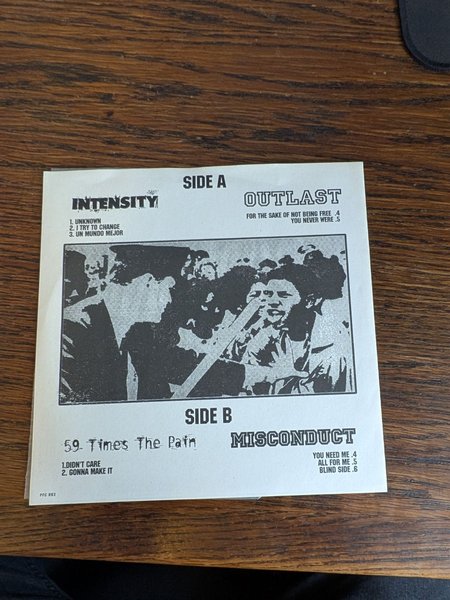 SIDE A
INTENSITY
1. UNKNOWN
2. I TRY TO CHANGE
3. UN MUNDO MEJOR
OUTLAST
FOR THE SAKE OF NOT BEING FREE .4
YOU NEVER WERE .5
SIDE B
59 Times The Pain
1.DIDN'T CARE
2. GONNA MAKE IT
MISCONDUCT
YOU NEED ME .4
ALL FOR ME .5
BLIND SIDE .6